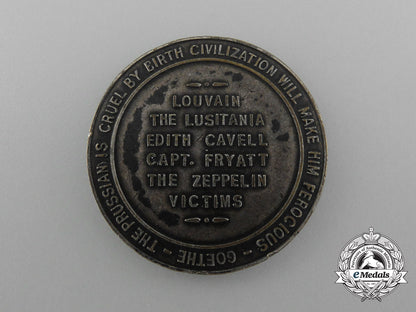 THE PRUSSIAN IS CRUEL BY BIRTH CIVILIZATION WILL MAKE HIM FEROCIOUS - GOETHE -
LOUVAIN
THE LUSITANIA
EDITH CAVELL
CAPT. FRYATT
THE ZEPPELIN
VICTIMS
eMedals